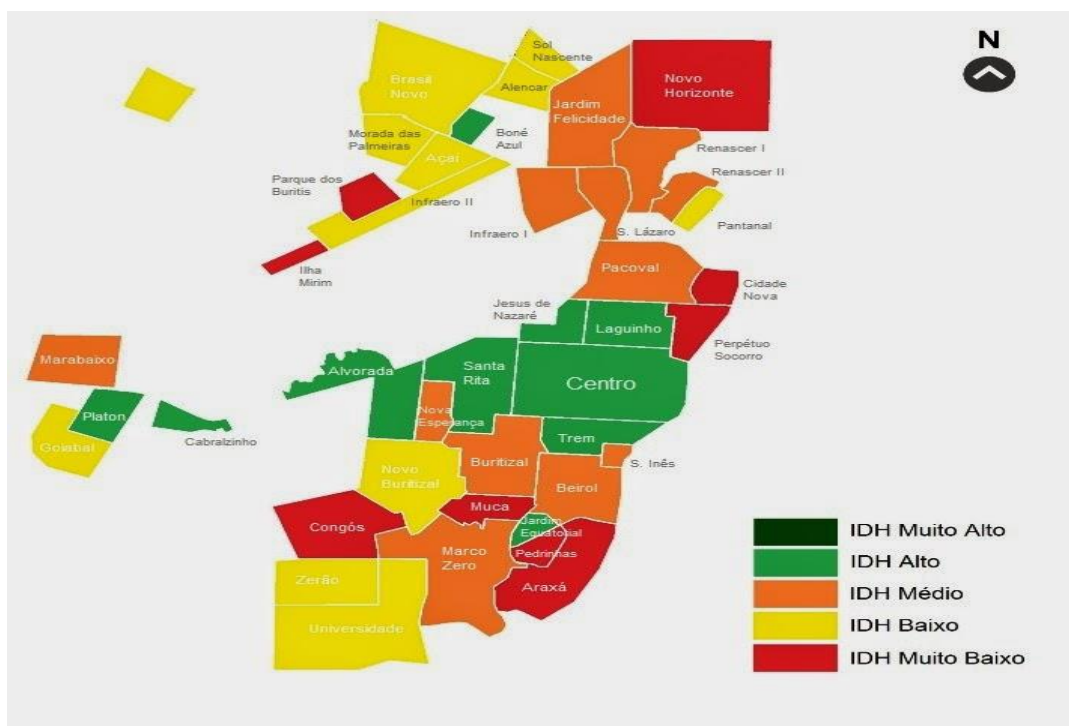 N
Sol
Nascente
Brasil
Novo
Alencar
Jardim
Felicidade
Novo
Horizonte
Morada das
Palmeiras
Boné
Azul
Açaí
Renascer I
Parque dos
Buritis
Renascer II
Infraero II
Infraero I
S. Lázaro
Pantanal
Ilha
Mirim
Pacoval
Cidade
Nova
Jesus de
Nazaré
Laguinho
Perpétuo
Socorro
Marabaixo
Alvorada
Santa
Rita
Centro
Platon
Cabralzinho
Goiabal
Nova
Esperança
Trem
S. Inês
Novo
Buritizal
Buritizal
Beirol
Muca
Congós
Jardim
Equatorial
Marco
Zero
Pedrinhas
Araxá
Zerão
Universidade
IDH Muito Alto
IDH Alto
IDH Médio
IDH Baixo
IDH Muito Baixo